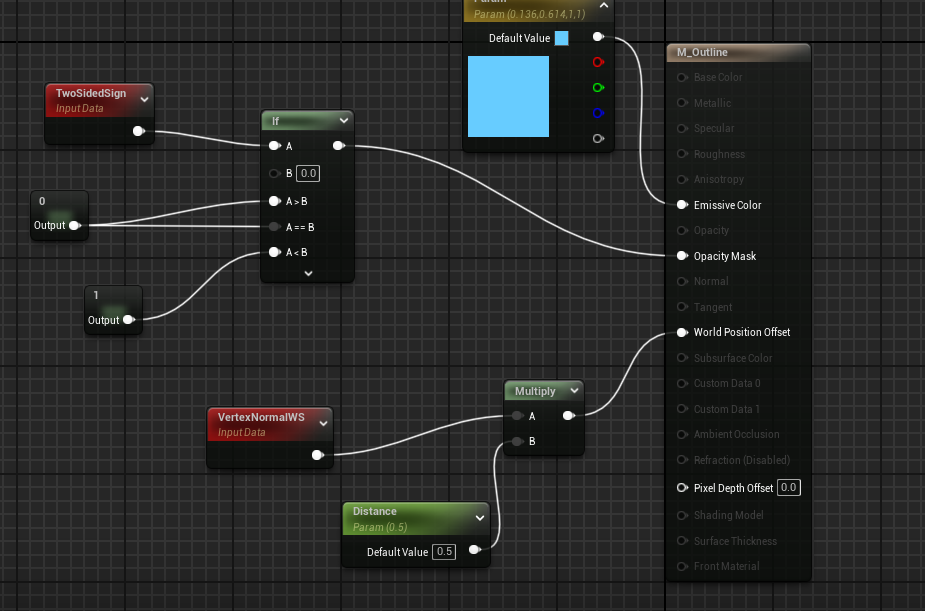 Param
Param (0.136,0.614,1,1)
Default Value
M_Outline
Base Color
Metallic
Specular
Roughness
Anisotropy
Emissive Color
Opacity
Opacity Mask
Normal
Tangent
World Position Offset
Subsurface Color
Custom Data 0
Custom Data 1
Ambient Occlusion
Refraction (Disabled)
Pixel Depth Offset 0.0
Shading Model
Surface Thickness
Front Material
TwoSidedSign
Input Data
If
A
B 0.0
A > B
A == B
A < B
0
Output
1
Output
Multiply
A
B
VertexNormalWS
Input Data
Distance
Param (0.5)
Default Value 0.5